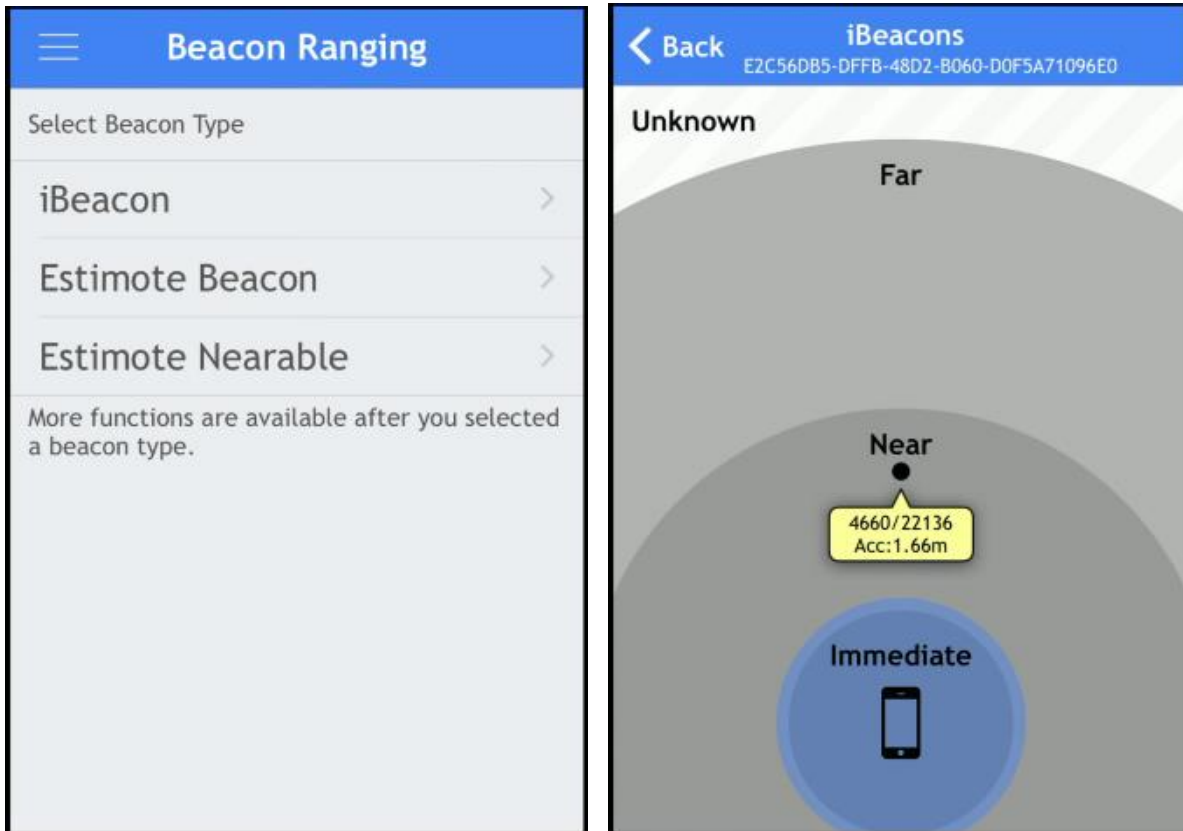 Beacon Ranging
Select Beacon Type
iBeacon
Estimote Beacon
Estimote Nearable
More functions are available after you selected
a beacon type.
Back
iBeacons
E2C56DB5-DFFB-48D2-B060-D0F5A71096E0
Unknown
Far
Near
4660/22136
Acc:1.66m
Immediate